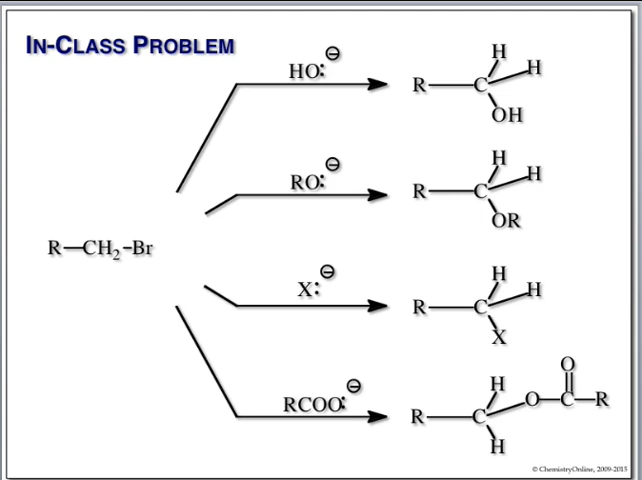 IN-CLASS PROBLEM
HO:⊖
H
H
R—C
OH
RO:⊖
H
H
R—C
OR
R—CH₂–Br
X:⊖
H
H
R—C
X
RCOO:⊖
O
H
O—C—R
R—C
H
© ChemistryOnline, 2009-2015